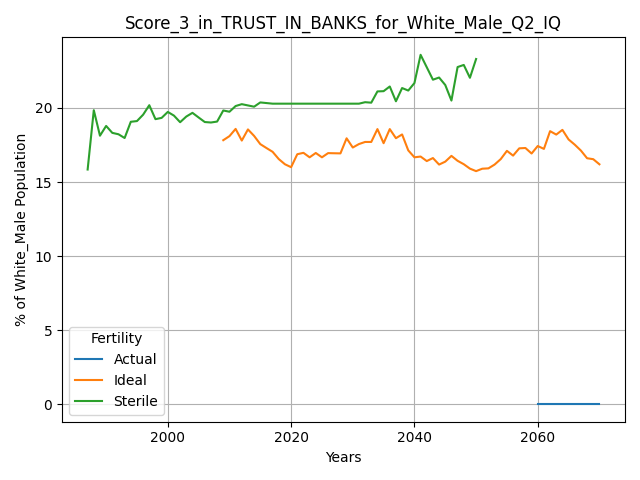 Score_3_in_TRUST_IN_BANKS_for_White_Male_Q2_IQ
% of White_Male Population
20
15
10
5
0
Fertility
Actual
Ideal
Sterile
2000
2020
2040
2060
Years